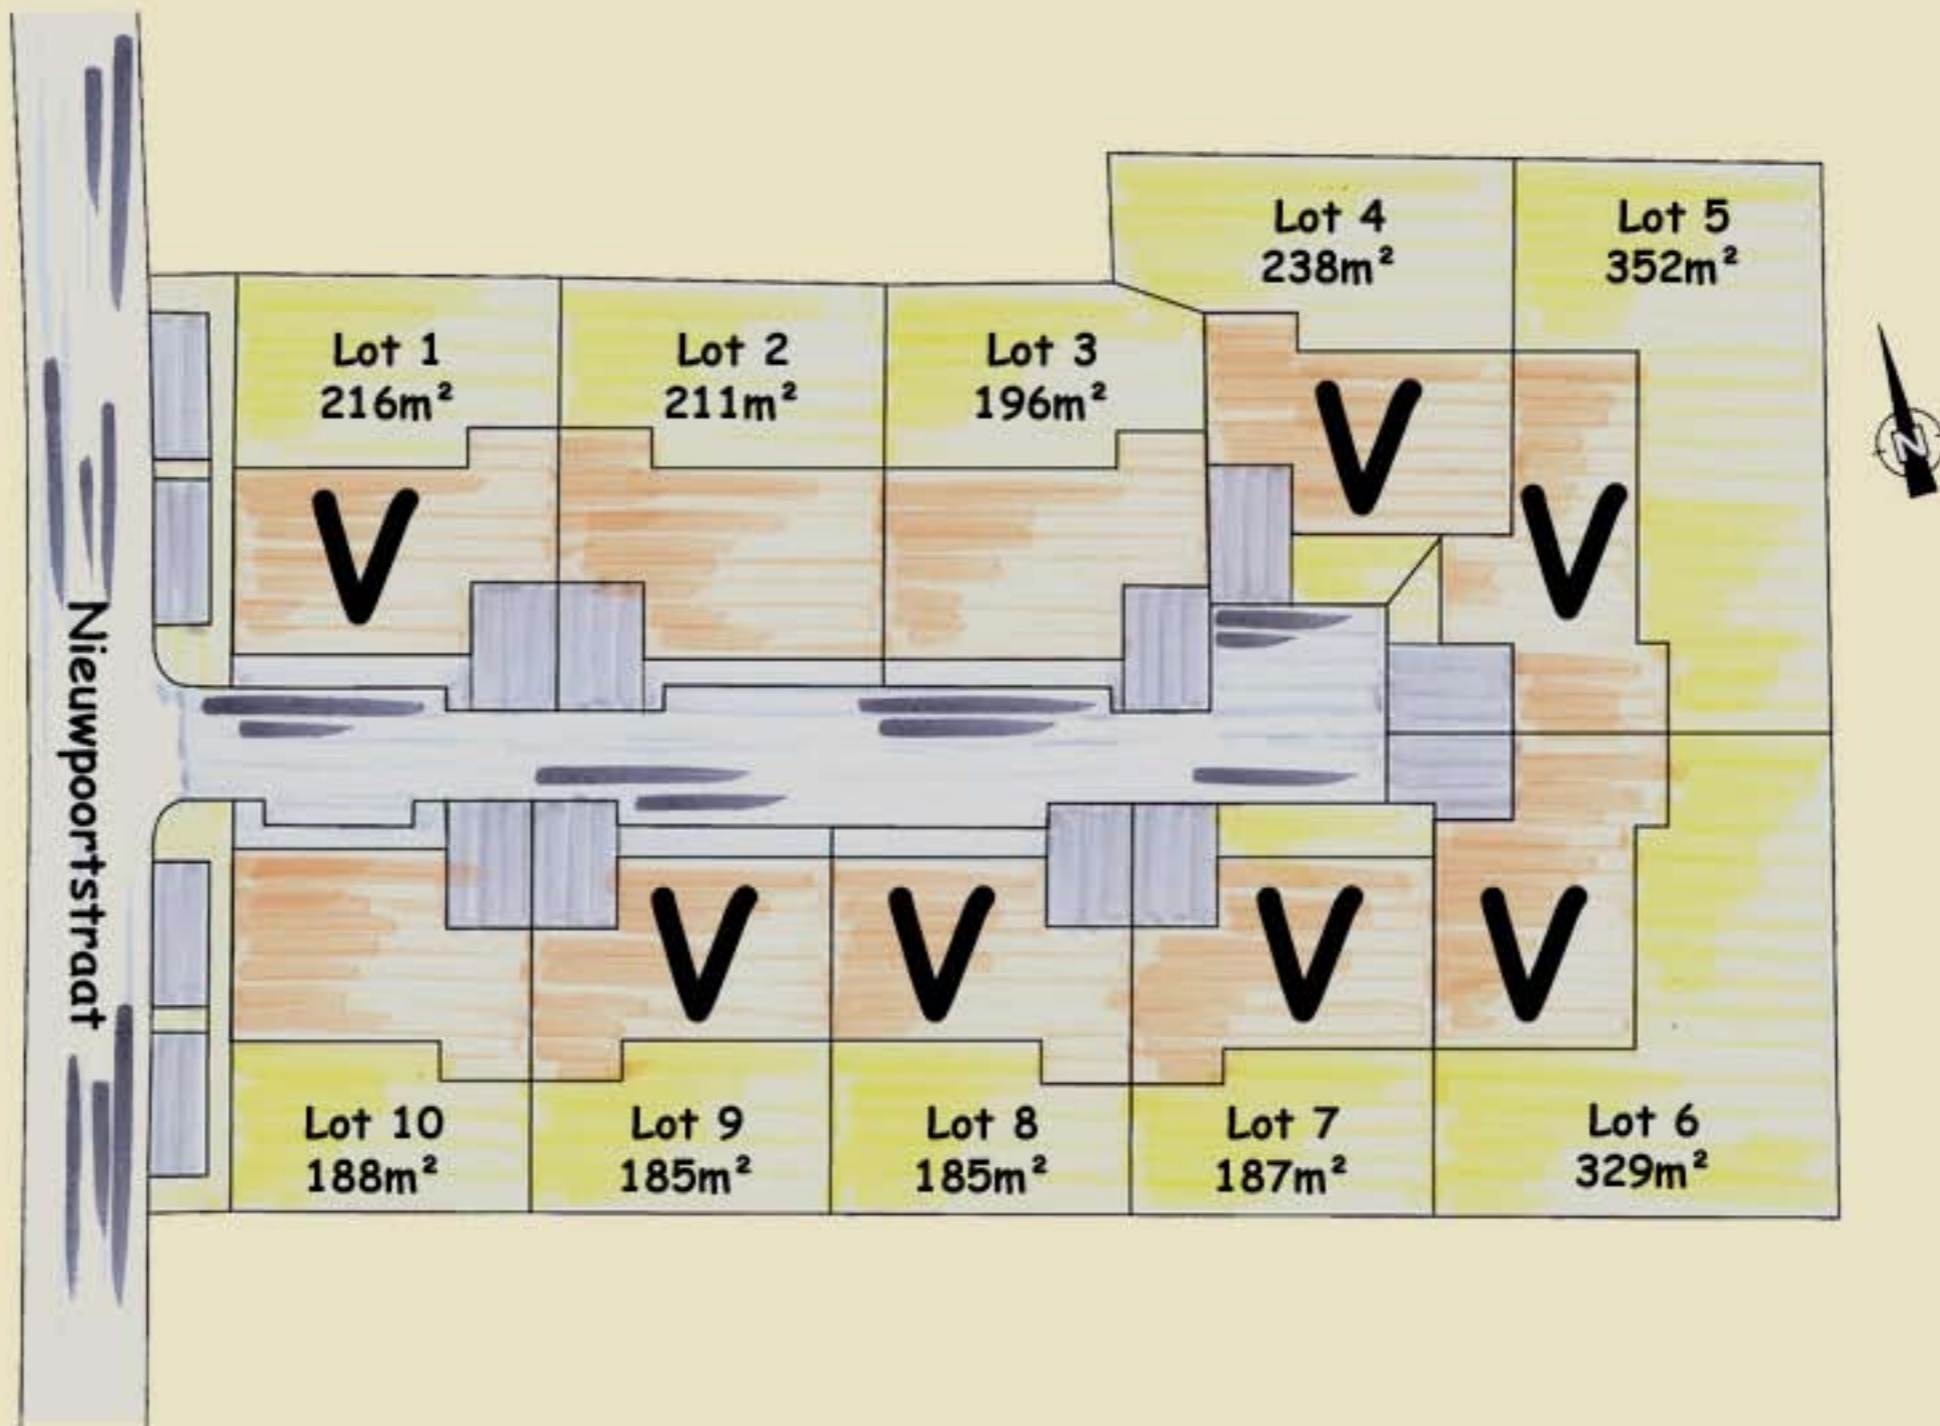 Lot 4
238m²
Lot 5
352m²
Lot 1
216m²
Lot 2
211m²
Lot 3
196m²
V
V
V
N
Nieuwpoortstraat
V
V
V
V
Lot 10
188m²
Lot 9
185m²
Lot 8
185m²
Lot 7
187m²
Lot 6
329m²